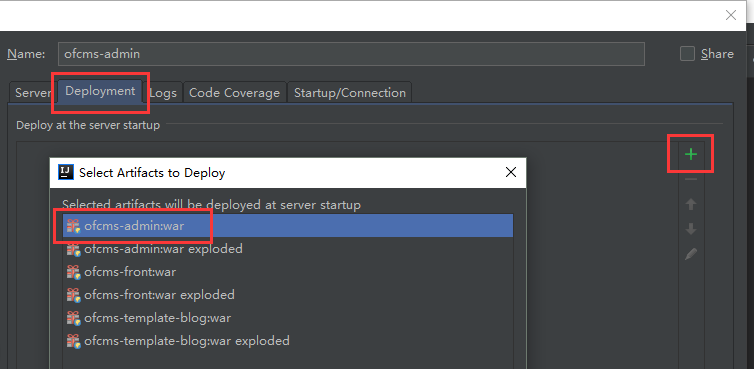 Name: ofcms-admin Share
Server Deployment Logs Code Coverage Startup/Connection
Deploy at the server startup
Select Artifacts to Deploy
Selected artifacts will be deployed at server startup
ofcms-admin:war
ofcms-admin:war exploded
ofcms-front:war
ofcms-front:war exploded
ofcms-template-blog:war
ofcms-template-blog:war exploded